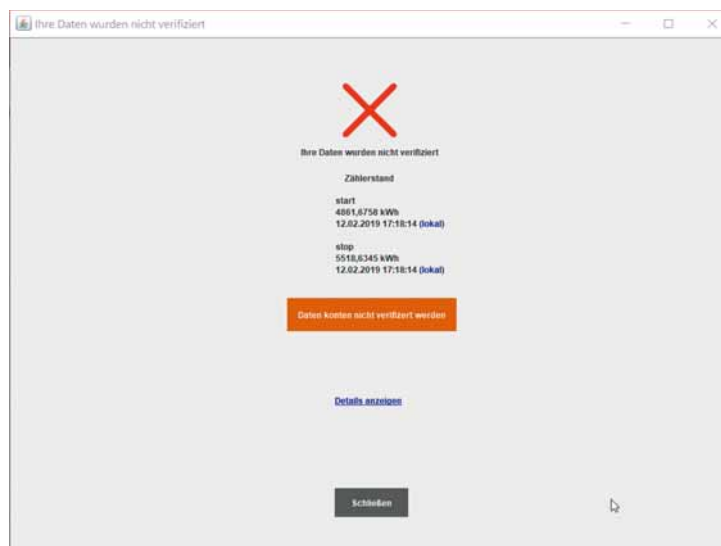 Ihre Daten wurden nicht verifiziert
Ihre Daten wurden nicht verifiziert
Zählerstand
start
4861,6758 kWh
12.02.2019 17:18:14 (lokal)
stop
5518,6345 kWh
12.02.2019 17:18:14 (lokal)
Daten konten nicht verifizert werden
Details anzeigen
Schließen